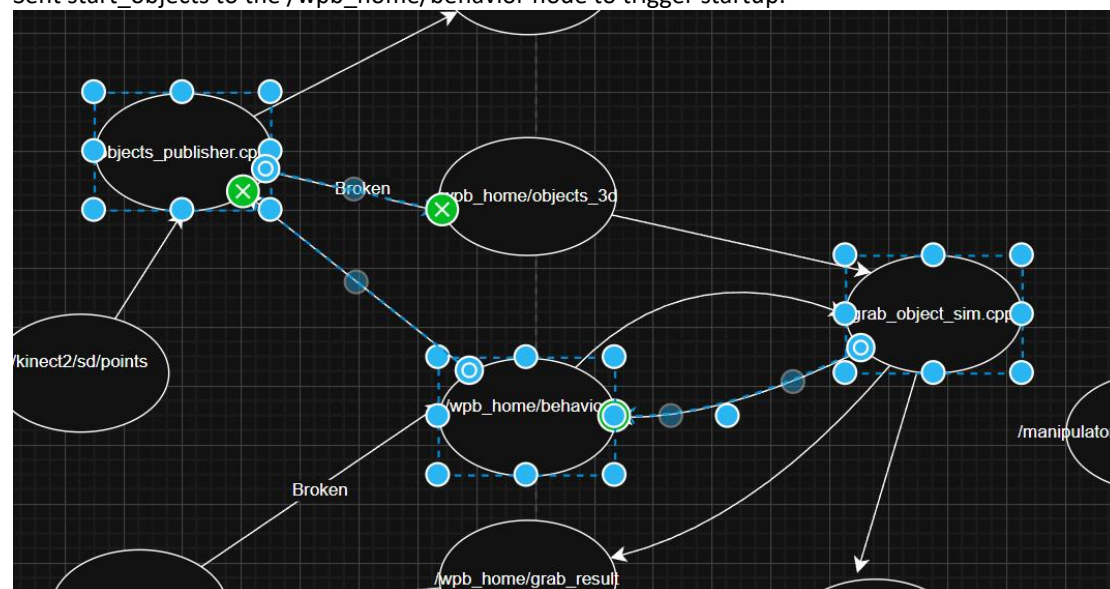 Sent start_objects to the /wpb_home/behavior node to trigger startup.
bjects_publisher.cp
Broken
wpb_home/objects_3d
grab_object_sim.cpp
/kinect2/sd/points
/wpb_home/behavio
/manipulato
Broken
/wpb_home/grab_result